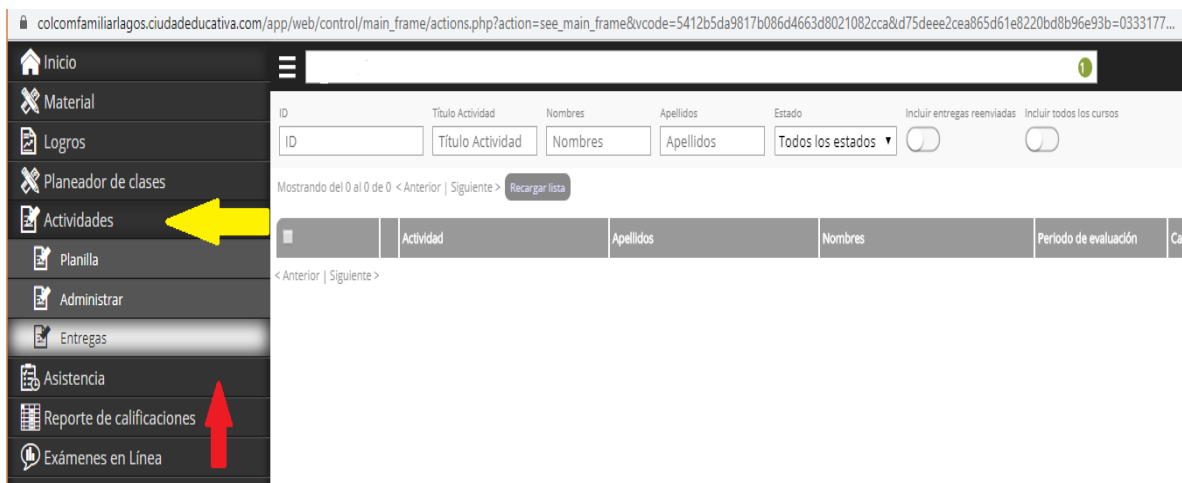 colcomfamiliarlagos.ciudadeducativa.com/app/web/control/main_frame/actions.php?action=see_main_frame&vcode=5412b5da9817b086d4663d8021082cca&d75deee2cea865d61e8220bd8b96e93b=0333177...
Inicio
Material
Logros
Planeador de clases
Actividades
Planilla
Administrar
Entregas
Asistencia
Reporte de calificaciones
Exámenes en Línea
1
ID Título Actividad Nombres Apellidos Estado Incluir entregas reenviadas Incluir todos los cursos
ID Título Actividad Nombres Apellidos Todos los estados
Mostrando del 0 al 0 de 0 < Anterior | Siguiente > Recargar lista
Actividad Apellidos Nombres Periodo de evaluación Ca
< Anterior | Siguiente >